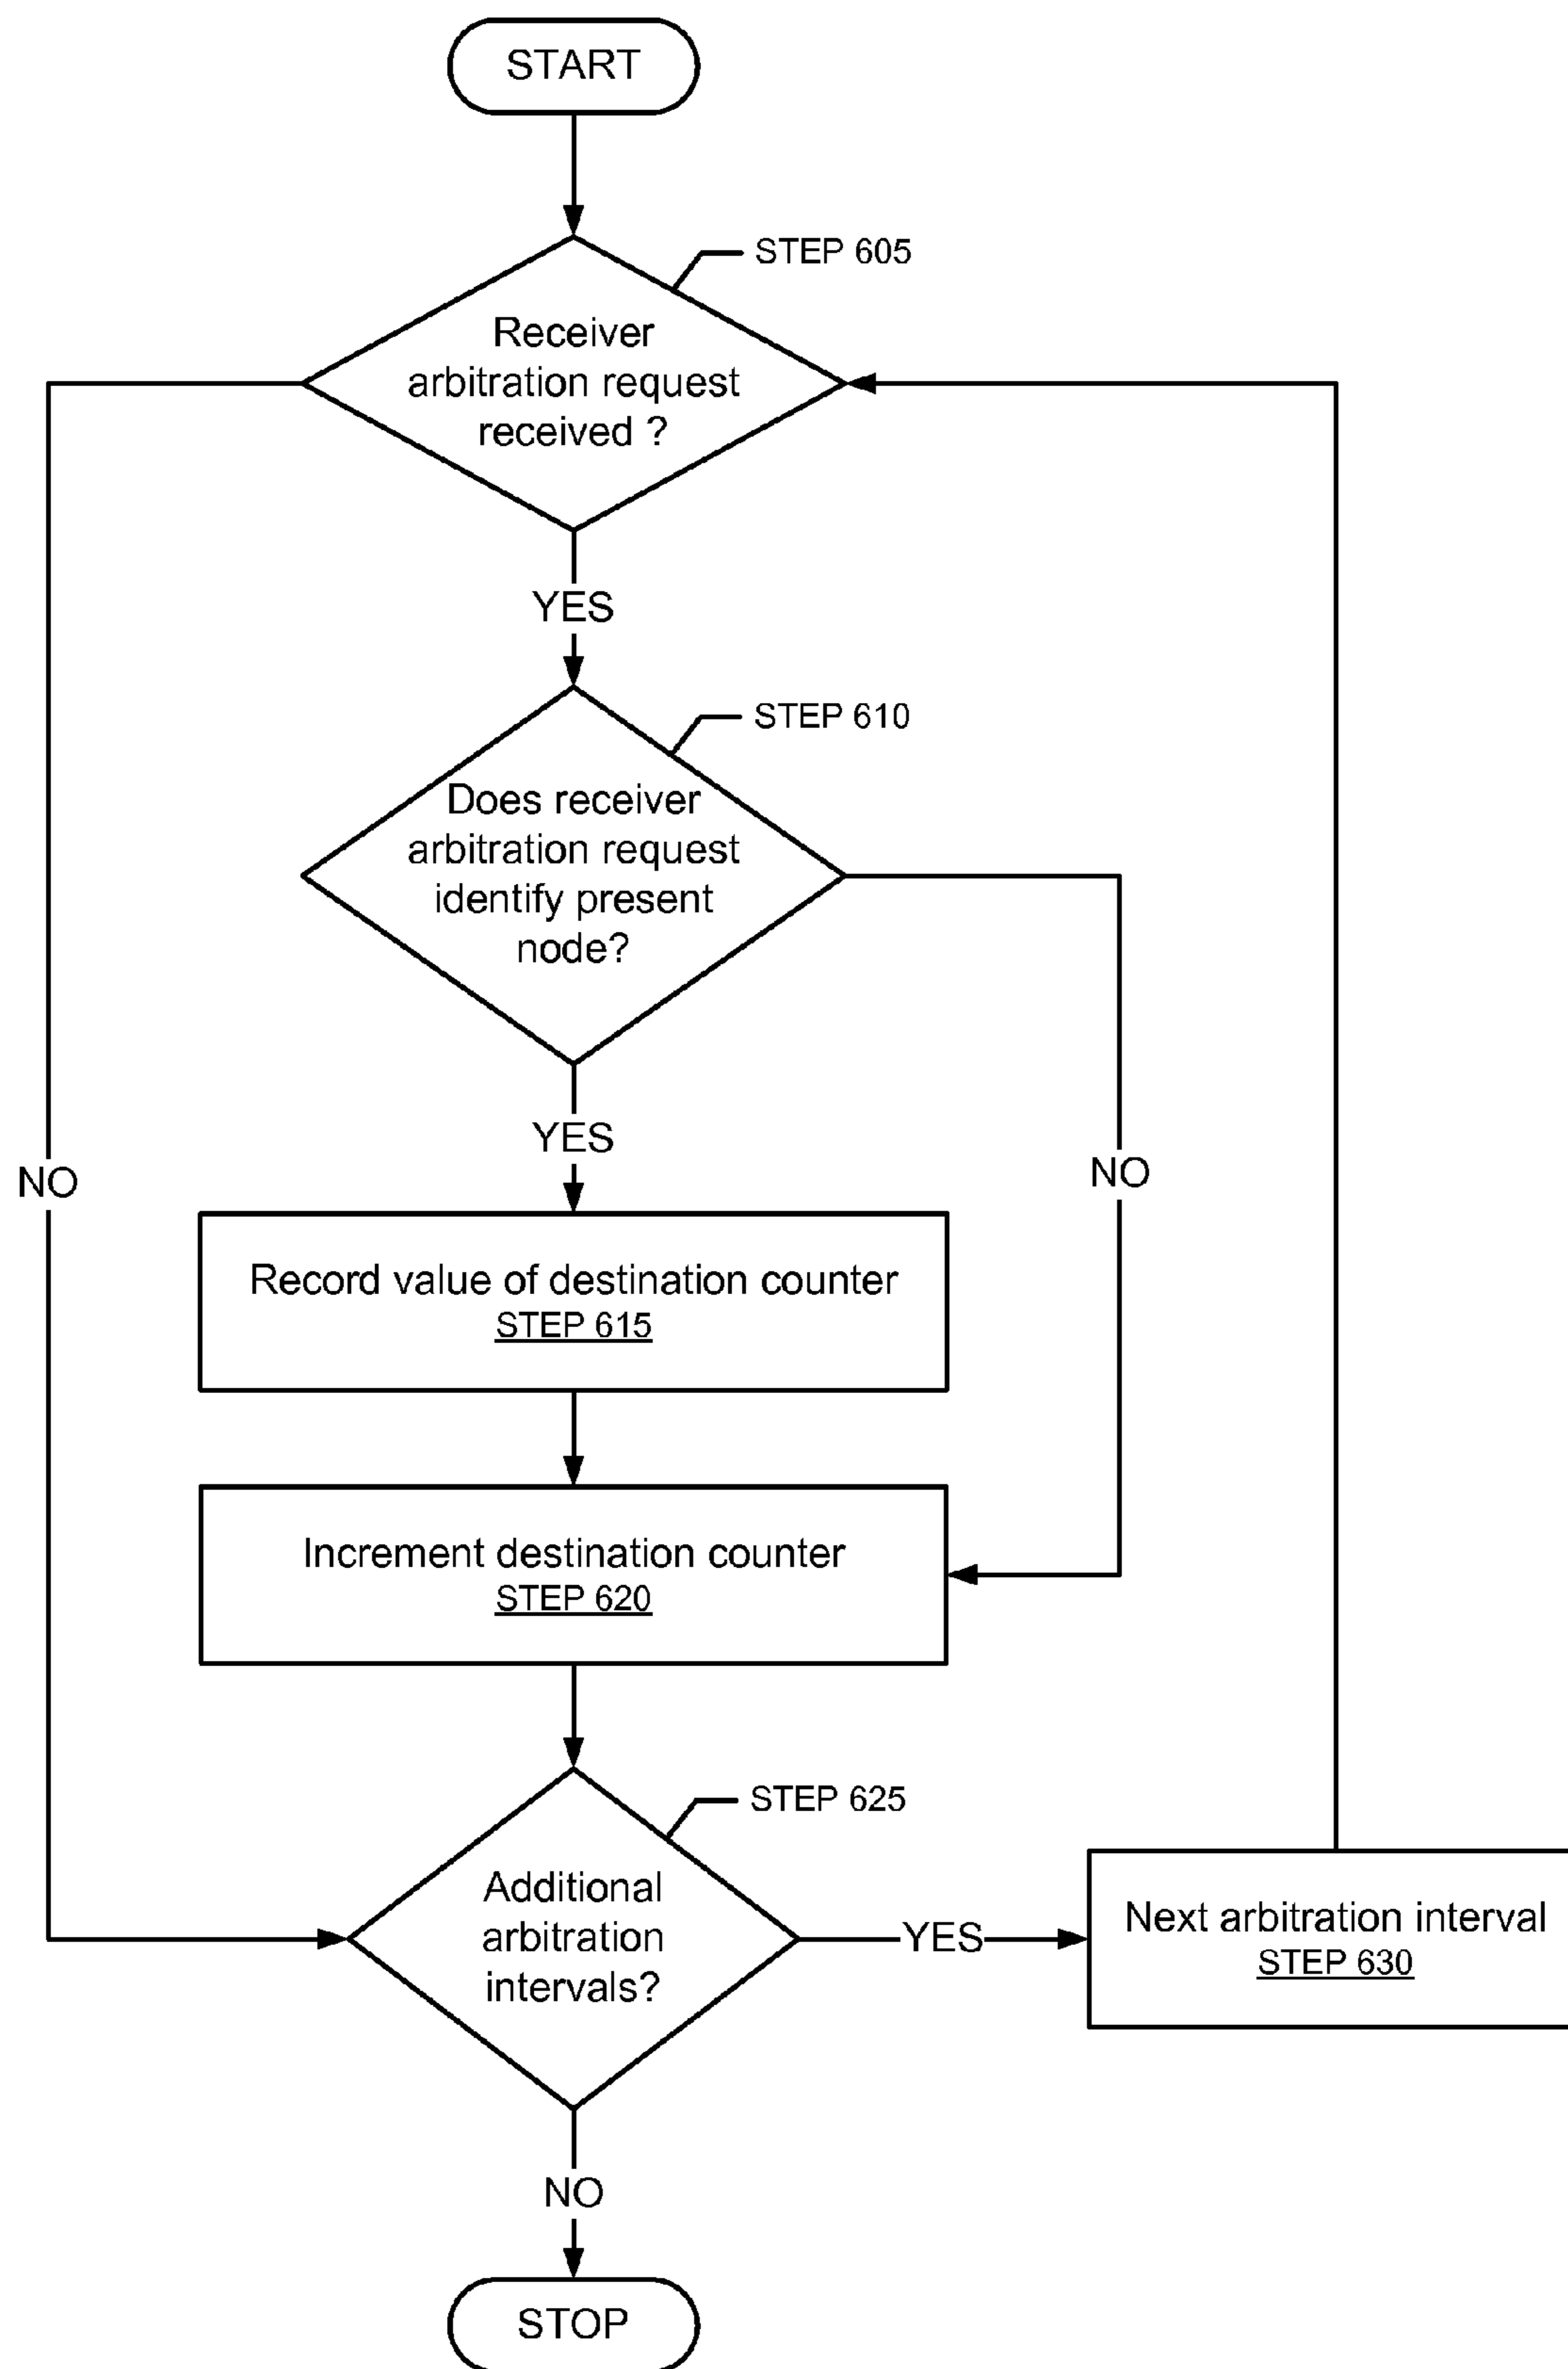 START
STEP 605
Receiver
arbitration request
received ?
YES
STEP 610
Does receiver
arbitration request
identify present
node?
YES
NO
NO
Record value of destination counter
STEP 615
Increment destination counter
STEP 620
STEP 625
Additional
arbitration
intervals?
YES
Next arbitration interval
STEP 630
NO
STOP